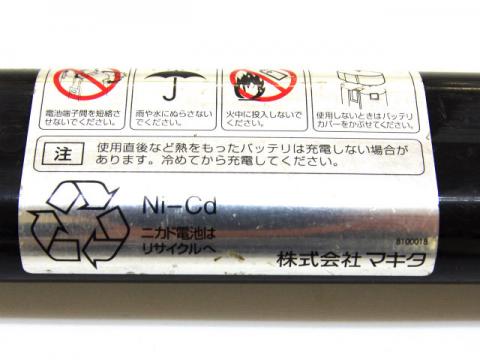 電池端子間を短絡さ
せないでください。
雨や水にぬらさない
でください。
火中に投入しないで
ください。
使用しないときはバッテリ
カバーをかぶせてください。
注
使用直後など熱をもったバッテリは充電しない場合が
あります。冷めてから充電してください。
Ni-Cd
ニカド電池は
リサイクルへ
8100018
株式会社マキタ